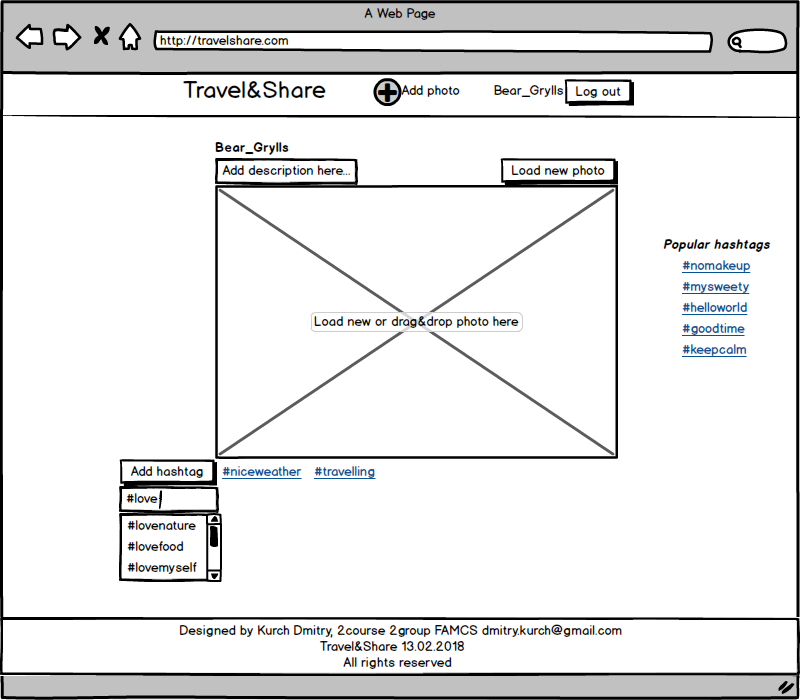 A Web Page
http://travelshare.com
Travel&Share
Add photo
Bear_Grylls
Log out
Bear_Grylls
Add description here...
Load new photo
Load new or drag&drop photo here
Popular hashtags
#nomakeup
#mysweety
#helloworld
#goodtime
#keepcalm
Add hashtag
#niceweather
#travelling
#love
#lovenature
#lovefood
#lovemyself
Designed by Kurch Dmitry, 2course 2group FAMCS dmitry.kurch@gmail.com
Travel&Share 13.02.2018
All rights reserved